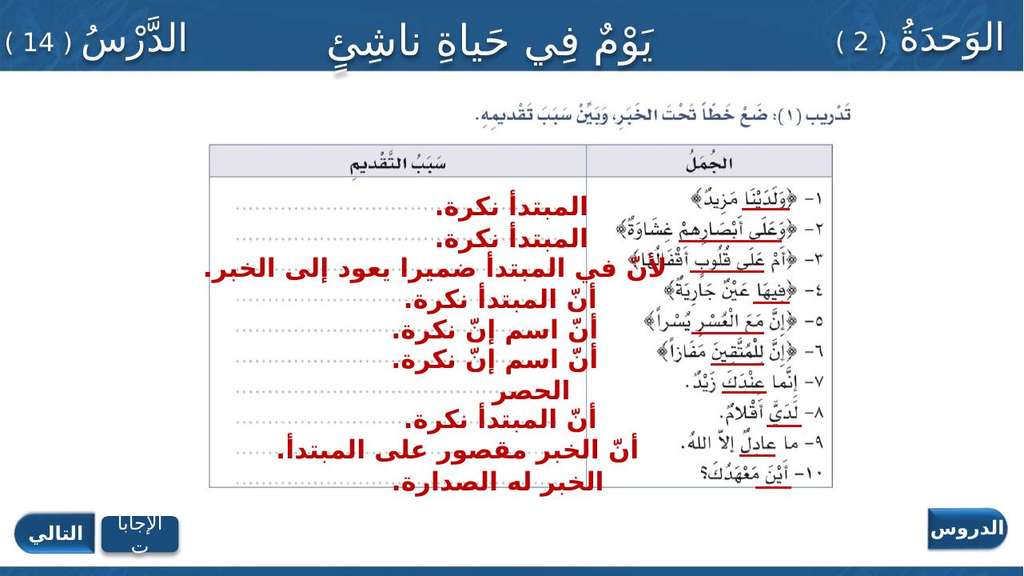 الوَحدَةُ ( 2 )
يَوْمٌ فِي حَياةِ ناشِئٍ
الدَّرْسُ ( 14 )
تَدْريب (١): ضَعْ خَطّاً تَحْتَ الخَبَرِ، وَبَيِّنْ سَبَبَ تَقْديمِهِ.
الجُمَلُ
سَبَبُ التَّقْديمِ
١- ﴿وَلَدَيْنَا مَزِيدٌ﴾ المبتدأ نكرة.
٢- ﴿وَعَلَى أَبْصَارِهِمْ غِشَاوَةٌ﴾ المبتدأ نكرة.
٣- ﴿أَمْ عَلَى قُلُوبٍ أَقْفَالُهَا﴾ لأنّ في المبتدأ ضميرا يعود إلى الخبر.
٤- ﴿فِيهَا عَيْنٌ جَارِيَةٌ﴾ أنّ المبتدأ نكرة.
٥- ﴿إِنَّ مَعَ الْعُسْرِ يُسْراً﴾ أنّ اسم إنّ نكرة.
٦- ﴿إِنَّ لِلْمُتَّقِينَ مَفَازاً﴾ أنّ اسم إنّ نكرة.
٧- إِنَّما عِنْدَكَ زَيْدٌ. الحصر
٨- لَدَيَّ أَقْلامٌ. أنّ المبتدأ نكرة.
٩- ما عادِلٌ إلاّ اللهُ. أنّ الخبر مقصور على المبتدأ.
١٠- أَيْنَ مَعْهَدُكَ؟ الخبر له الصدارة.
الدروس
الإجابات
التالي